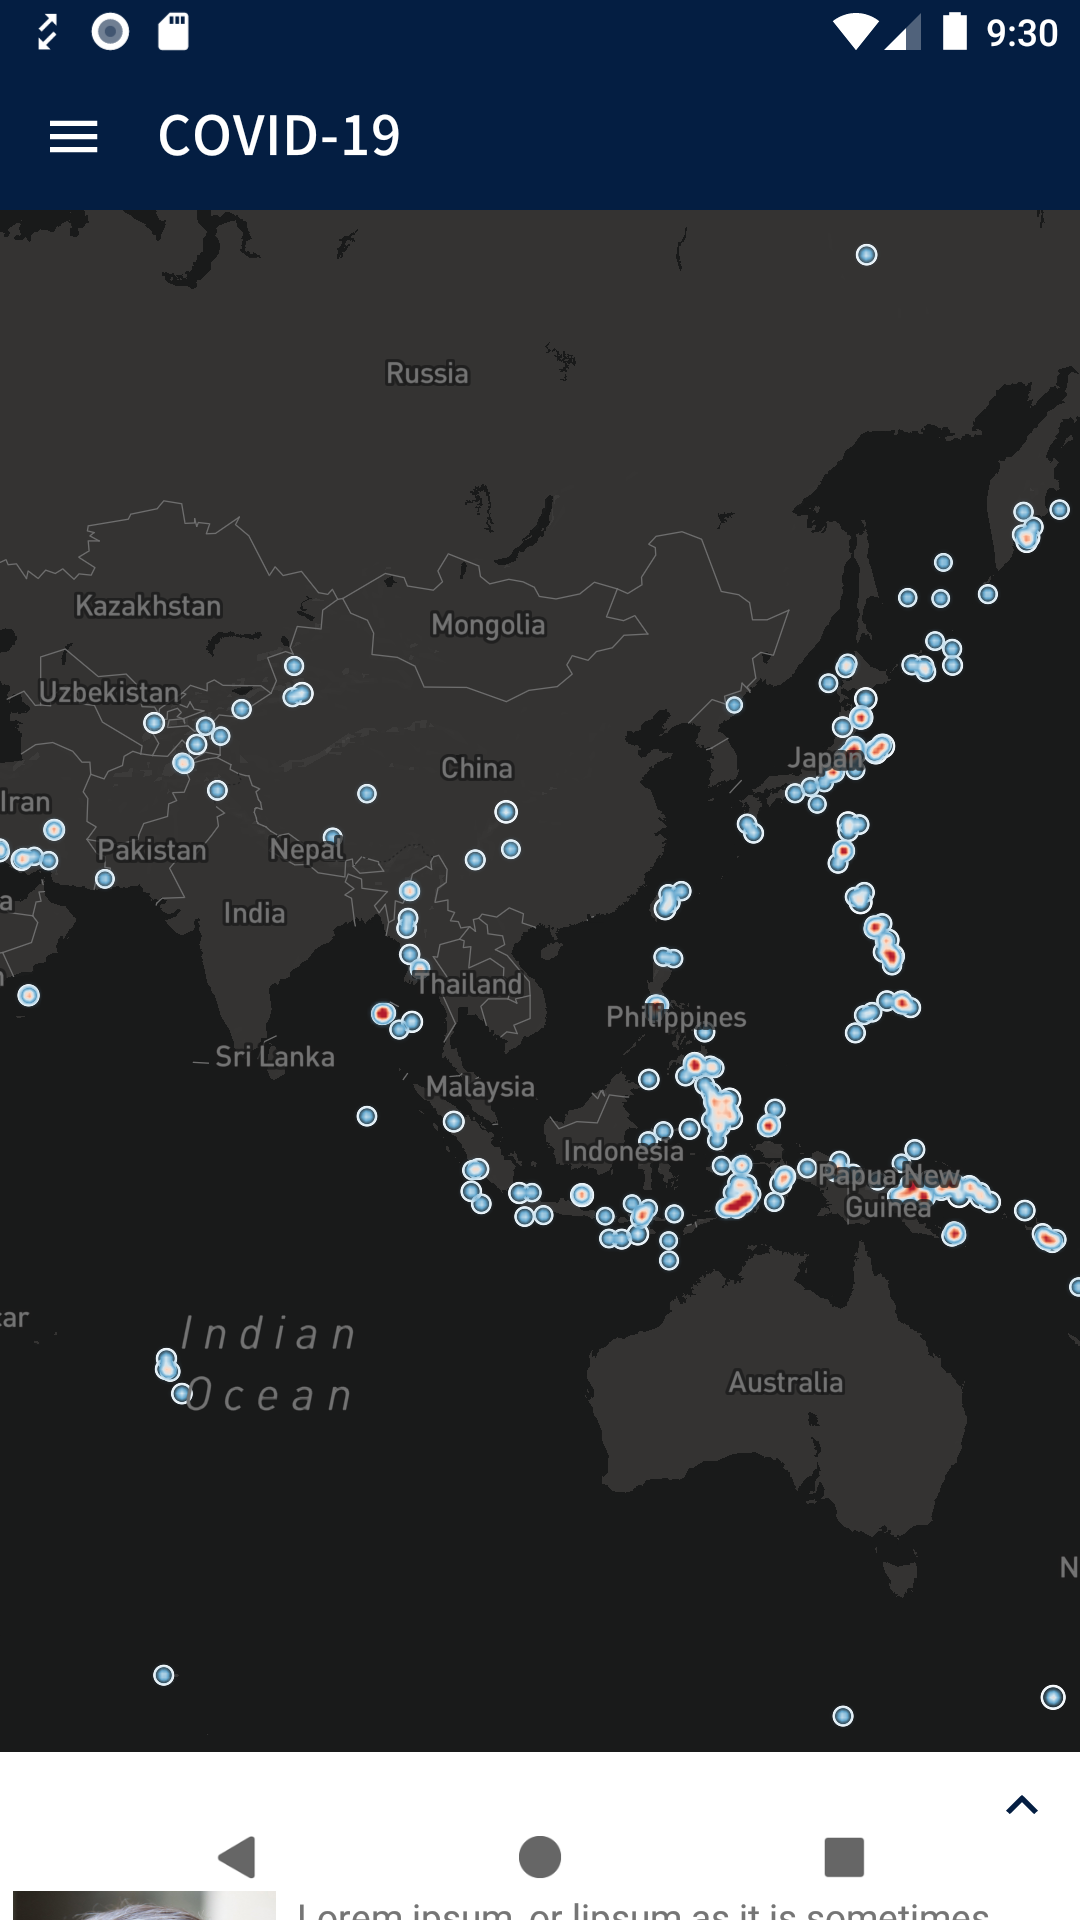 9:30
COVID-19
Russia
Kazakhstan
Mongolia
Uzbekistan
Japan
China
Iran
Pakistan
Nepal
India
Thailand
Philippines
Sri Lanka
Malaysia
Indonesia
Papua New
Guinea
Indian
Ocean
Australia
Lorem ipsum, or lipsum as it is sometimes